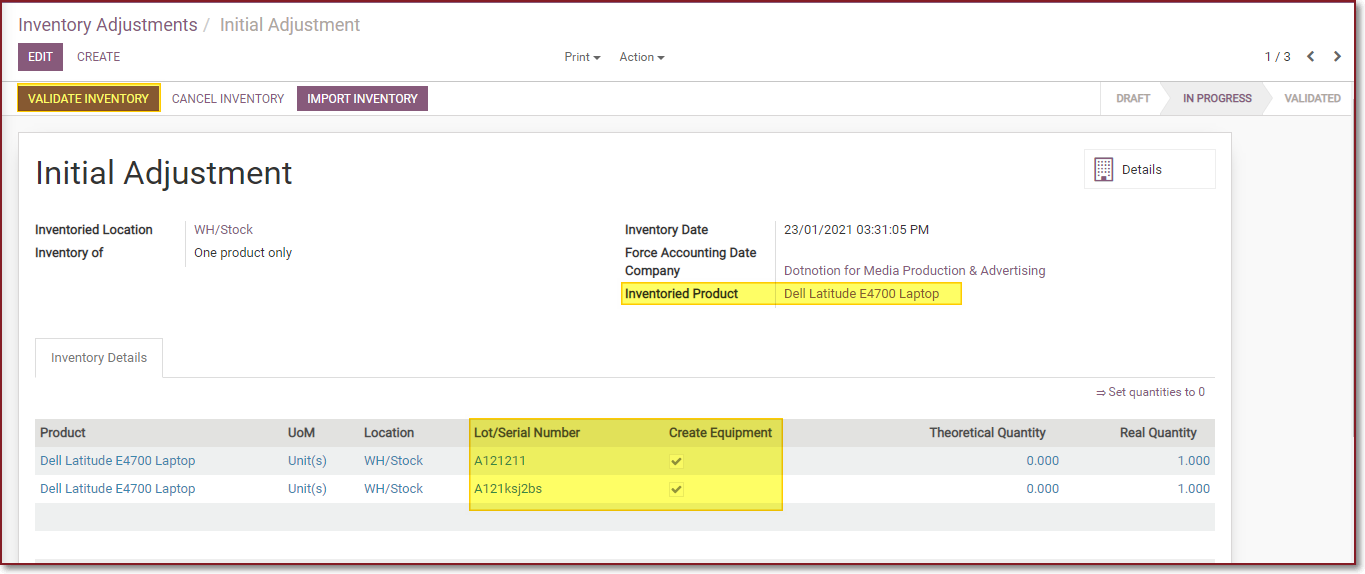 Inventory Adjustments / Initial Adjustment
EDIT CREATE Print Action 1 / 3
VALIDATE INVENTORY CANCEL INVENTORY IMPORT INVENTORY DRAFT IN PROGRESS VALIDATED
Initial Adjustment Details
Inventoried Location WH/Stock Inventory Date 23/01/2021 03:31:05 PM
Inventory of One product only Force Accounting Date
Company Dotnotion for Media Production & Advertising
Inventoried Product Dell Latitude E4700 Laptop
Inventory Details
⇒ Set quantities to 0
Product UoM Location Lot/Serial Number Create Equipment Theoretical Quantity Real Quantity
Dell Latitude E4700 Laptop Unit(s) WH/Stock A121211 0.000 1.000
Dell Latitude E4700 Laptop Unit(s) WH/Stock A121ksj2bs 0.000 1.000